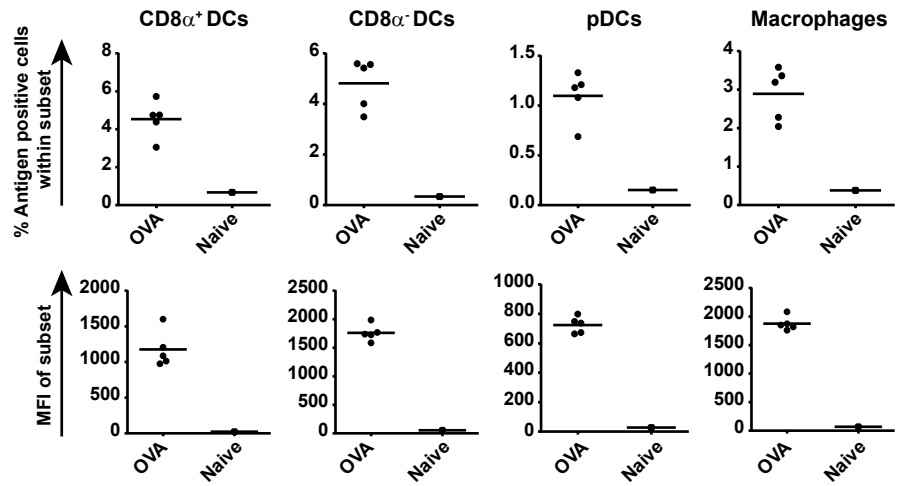 CD8α⁺ DCs
CD8α⁻ DCs
pDCs
Macrophages
% Antigen positive cells
within subset
8
6
4
2
0
OVA
Naive
6
4
2
0
OVA
Naive
1.5
1.0
0.5
0.0
OVA
Naive
4
3
2
1
0
OVA
Naive
MFI of subset
2000
1500
1000
500
0
OVA
Naive
2500
2000
1500
1000
500
0
OVA
Naive
1000
800
600
400
200
0
OVA
Naive
2500
2000
1500
1000
500
0
OVA
Naive